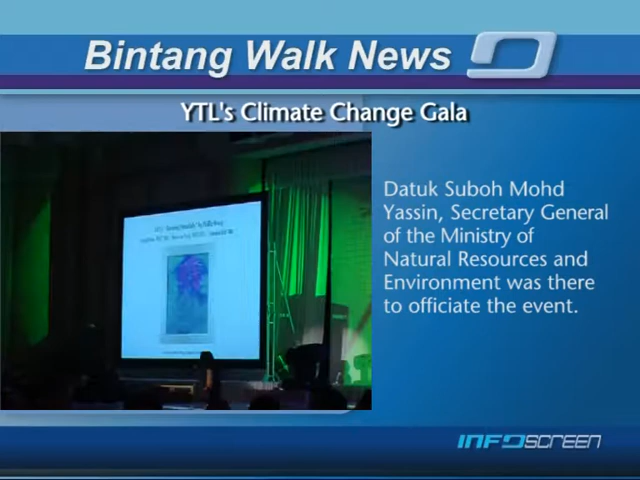 Bintang Walk News
YTL's Climate Change Gala
Datuk Suboh Mohd
Yassin, Secretary General
of the Ministry of
Natural Resources and
Environment was there
to officiate the event.
INFOSCREEN